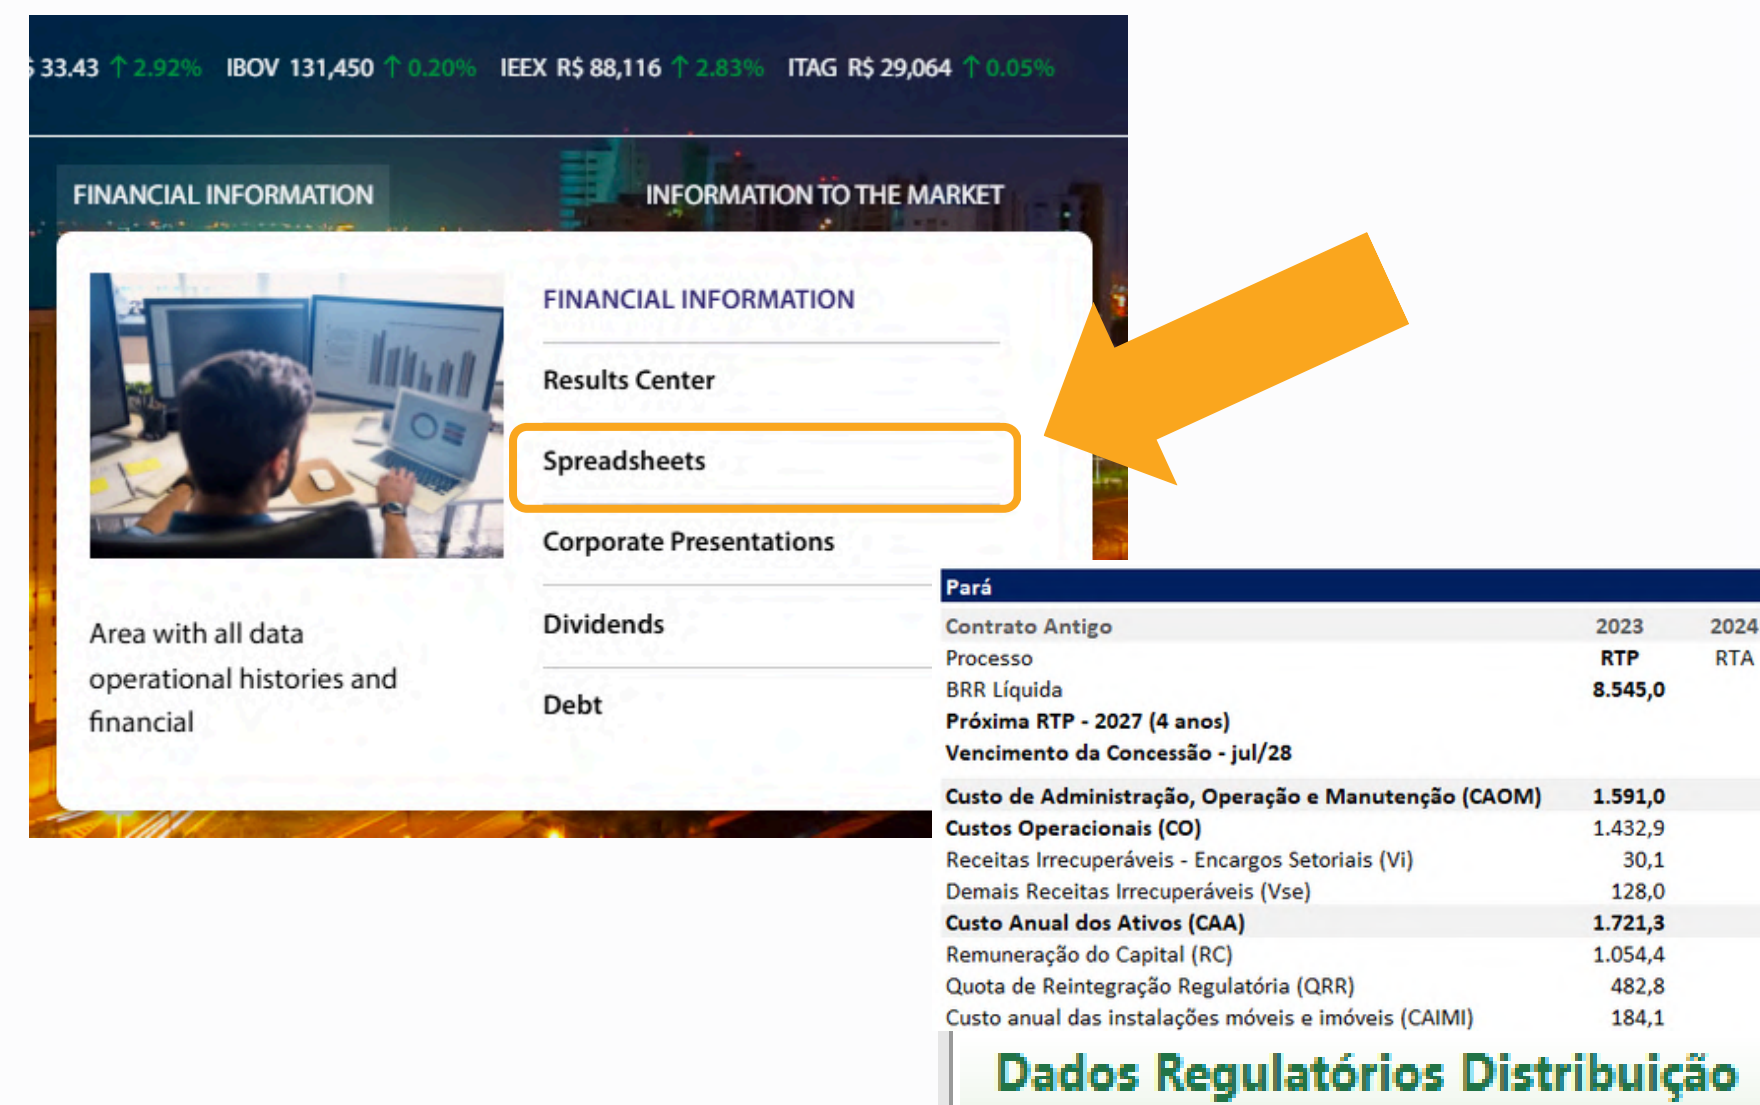 $ 33.43 ↑ 2.92% IBOV 131,450 ↑ 0.20% IEEX R$ 88,116 ↑ 2.83% ITAG R$ 29,064 ↑ 0.05%
FINANCIAL INFORMATION INFORMATION TO THE MARKET
FINANCIAL INFORMATION
Results Center
Spreadsheets
Corporate Presentations
Dividends
Debt
Area with all data
operational histories and
financial
Pará
Contrato Antigo 2023 2024
Processo RTP RTA
BRR Líquida 8.545,0
Próxima RTP - 2027 (4 anos)
Vencimento da Concessão - jul/28
Custo de Administração, Operação e Manutenção (CAOM) 1.591,0
Custos Operacionais (CO) 1.432,9
Receitas Irrecuperáveis - Encargos Setoriais (Vi) 30,1
Demais Receitas Irrecuperáveis (Vse) 128,0
Custo Anual dos Ativos (CAA) 1.721,3
Remuneração do Capital (RC) 1.054,4
Quota de Reintegração Regulatória (QRR) 482,8
Custo anual das instalações móveis e imóveis (CAIMI) 184,1
Dados Regulatórios Distribuição